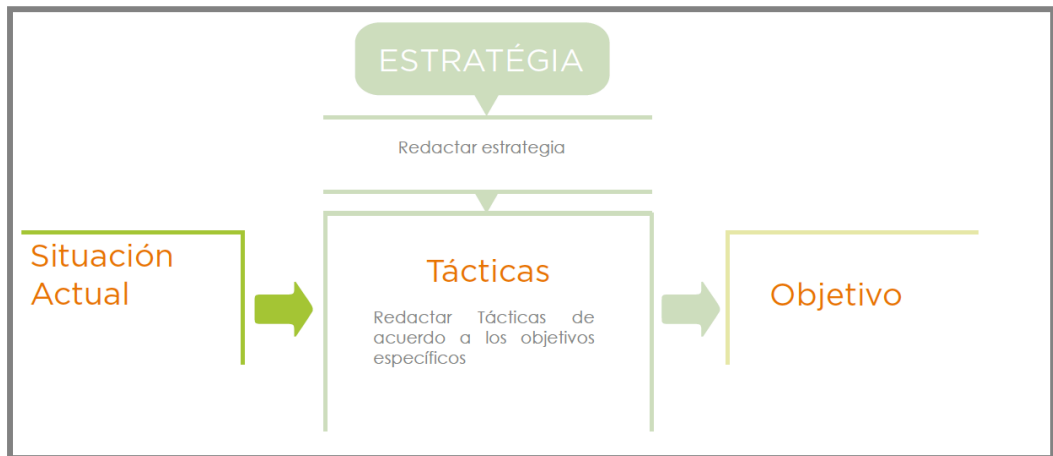 ESTRATÉGIA
Redactar estrategia
Situación
Actual
Tácticas
Redactar Tácticas de
acuerdo a los objetivos
específicos
Objetivo